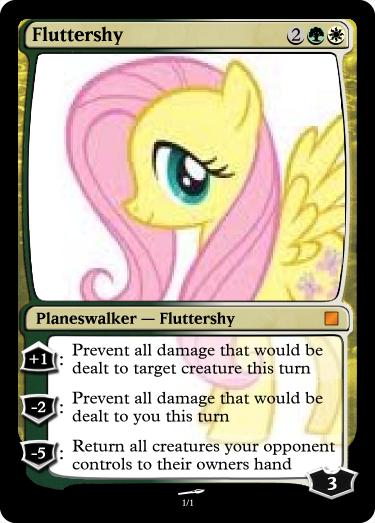 Fluttershy 2
Planeswalker — Fluttershy
+1: Prevent all damage that would be
dealt to target creature this turn
-2: Prevent all damage that would be
dealt to you this turn
-5: Return all creatures your opponent
controls to their owners hand
3
1/1